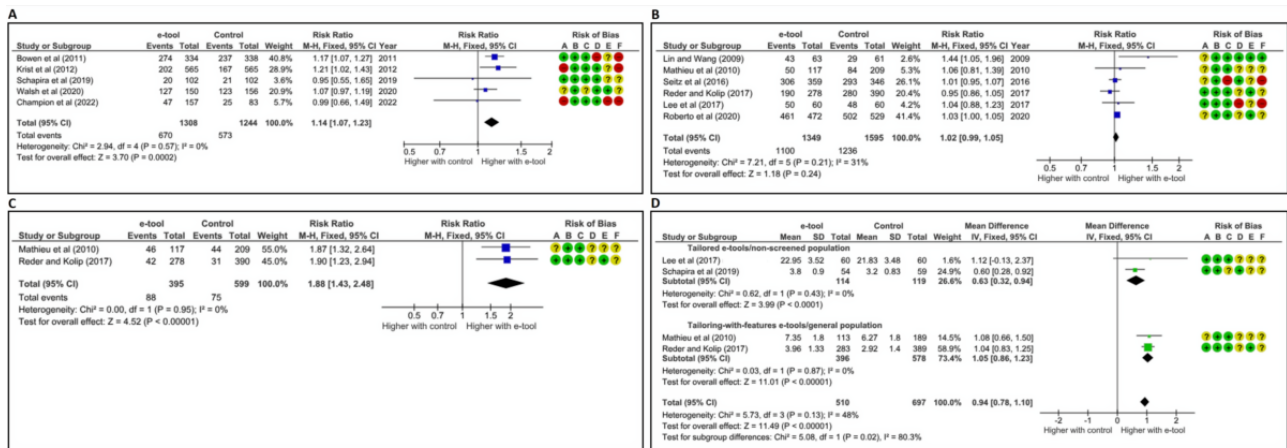 A
e-tool Control Risk Ratio Risk Ratio Risk of Bias
Study or Subgroup Events Total Events Total Weight M-H, Fixed, 95% CI Year M-H, Fixed, 95% CI A B C D E F
Bowen et al (2011) 274 334 237 338 40.8% 1.17 [1.07, 1.27] 2011
Krist et al (2012) 202 565 167 565 28.9% 1.21 [1.02, 1.43] 2012
Schapira et al (2019) 20 102 21 102 3.6% 0.95 [0.55, 1.65] 2019
Walsh et al (2020) 127 150 123 156 20.9% 1.07 [0.97, 1.19] 2020
Champion et al (2022) 47 157 25 83 5.7% 0.99 [0.66, 1.49] 2022
Total (95% CI) 1308 1244 100.0% 1.14 [1.07, 1.23]
Total events 670 573
Heterogeneity: Chi² = 2.94, df = 4 (P = 0.57); I² = 0%
Test for overall effect: Z = 3.70 (P = 0.0002)
0.5 1 1.5 2
Higher with control Higher with e-tool
B
e-tool Control Risk Ratio Risk Ratio Risk of Bias
Study or Subgroup Events Total Events Total Weight M-H, Fixed, 95% CI Year M-H, Fixed, 95% CI A B C D E F
Lin and Wang (2009) 43 63 29 61 2.6% 1.44 [1.05, 1.96] 2009
Mathieu et al (2010) 50 117 84 209 5.3% 1.06 [0.81, 1.39] 2010
Seitz et al (2016) 306 359 293 346 26.1% 1.01 [0.95, 1.07] 2016
Reder and Kolip (2017) 190 278 280 390 20.4% 0.95 [0.86, 1.05] 2017
Lee et al (2017) 50 60 48 60 4.2% 1.04 [0.88, 1.23] 2017
Roberto et al (2020) 461 472 502 529 41.4% 1.03 [1.00, 1.05] 2020
Total (95% CI) 1349 1595 100.0% 1.02 [0.99, 1.05]
Total events 1100 1236
Heterogeneity: Chi² = 7.21, df = 5 (P = 0.21); I² = 31%
Test for overall effect: Z = 1.18 (P = 0.24)
0.5 1 1.5 2
Higher with control Higher with e-tool
C
e-tool Control Risk Ratio Risk Ratio Risk of Bias
Study or Subgroup Events Total Events Total Weight M-H, Fixed, 95% CI M-H, Fixed, 95% CI A B C D E F
Mathieu et al (2010) 46 117 44 209 55.0% 1.87 [1.32, 2.64]
Reder and Kolip (2017) 42 278 31 390 45.0% 1.90 [1.23, 2.94]
Total (95% CI) 395 599 100.0% 1.88 [1.43, 2.48]
Total events 88 75
Heterogeneity: Chi² = 0.00, df = 1 (P = 0.95); I² = 0%
Test for overall effect: Z = 4.52 (P < 0.00001)
0.5 1 1.5 2
Higher with control Higher with e-tool
D
e-tool Control Mean Difference Mean Difference Risk of Bias
Study or Subgroup Mean SD Total Mean SD Total Weight IV, Fixed, 95% CI IV, Fixed, 95% CI A B C D E F
Tailored e-tools/non-screened population
Lee et al (2017) 22.95 3.52 60 21.83 3.48 60 1.6% 1.12 [-0.13, 2.37]
Schapira et al (2019) 3.8 0.9 54 3.2 0.83 59 24.9% 0.60 [0.28, 0.92]
Subtotal (95% CI) 114 119 26.6% 0.63 [0.32, 0.94]
Heterogeneity: Chi² = 0.62, df = 1 (P = 0.43); I² = 0%
Test for overall effect: Z = 3.99 (P < 0.0001)
Tailoring-with-features e-tools/general population
Mathieu et al (2010) 7.35 1.8 113 6.27 1.8 189 14.5% 1.08 [0.66, 1.50]
Reder and Kolip (2017) 3.96 1.33 283 2.92 1.4 389 58.9% 1.04 [0.83, 1.25]
Subtotal (95% CI) 396 578 73.4% 1.05 [0.86, 1.23]
Heterogeneity: Chi² = 0.03, df = 1 (P = 0.87); I² = 0%
Test for overall effect: Z = 11.01 (P < 0.00001)
Total (95% CI) 510 697 100.0% 0.94 [0.78, 1.10]
Heterogeneity: Chi² = 5.73, df = 3 (P = 0.13); I² = 48%
Test for overall effect: Z = 11.49 (P < 0.00001)
Test for subgroup differences: Chi² = 5.08, df = 1 (P = 0.02), I² = 80.3%
-2 -1 0 1 2
Higher with control Higher w e-tool